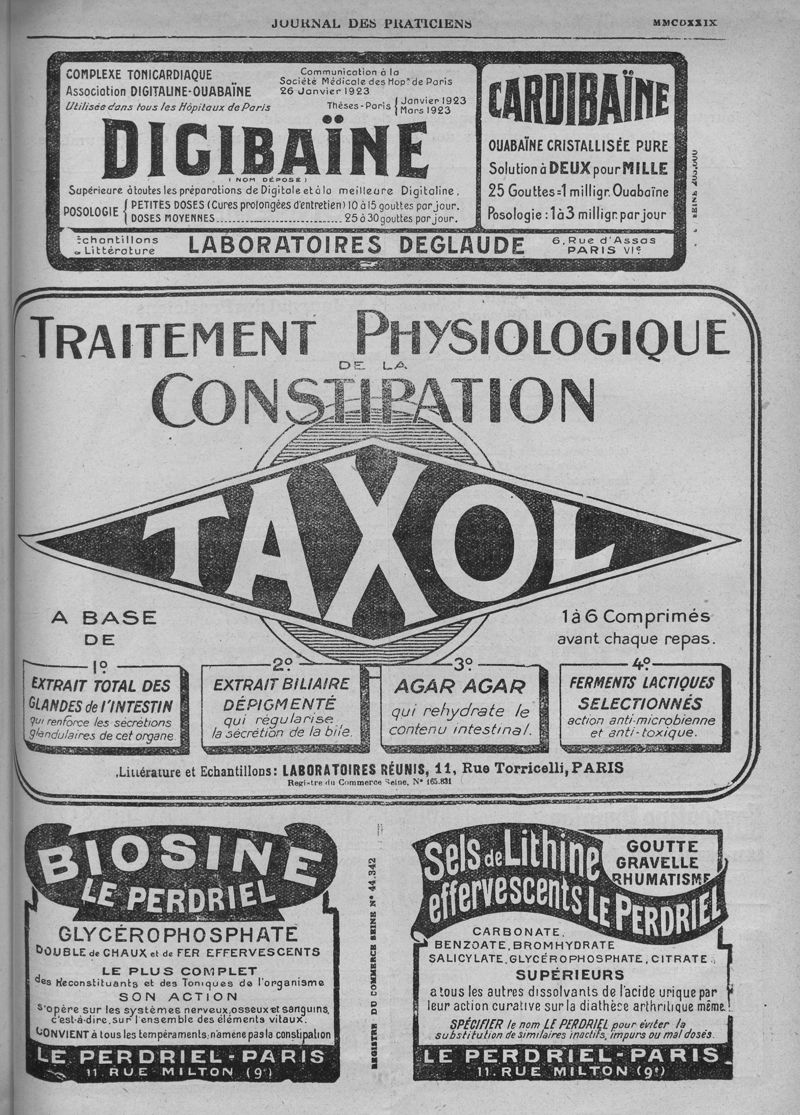 JOURNAL DES PRATICIENS
MMCDXXIX
COMPLEXE TONICARDIAQUE
Association DIGITALINE-OUABAÏNE
Utilisée dans tous les Hôpitaux de Paris
Communication à la
Société Médicale des Hop^x de Paris
26 Janvier 1923
Thèses-Paris { Janvier 1923
Mars 1923
DIGIBAÏNE
(NOM DÉPOSÉ)
Supérieure à toutes les préparations de Digitale et à la meilleure Digitaline.
POSOLOGIE { PETITES DOSES (Cures prolongées d'entretien) 10 à 15 gouttes par jour.
DOSES MOYENNES ........................ 25 à 30 gouttes par jour.
CARDIBAÏNE
OUABAÏNE CRISTALLISÉE PURE
Solution à DEUX pour MILLE
25 Gouttes=1 milligr. Ouabaïne
Posologie: 1 à 3 milligr. par jour
Échantillons
& Littérature
LABORATOIRES DEGLAUDE
6, Rue d'Assas
PARIS VIe
TRAITEMENT PHYSIOLOGIQUE
DE LA
CONSTIPATION
TAXOL
A BASE
DE
1 à 6 Comprimés
avant chaque repas.
1º
EXTRAIT TOTAL DES
GLANDES de l'INTESTIN
qui renforce les sécrétions
glandulaires de cet organe
2º
EXTRAIT BILIAIRE
DÉPIGMENTÉ
qui régularise
la sécrétion de la bile.
3º
AGAR AGAR
qui rehydrate le
contenu intestinal.
4º
FERMENTS LACTIQUES
SELECTIONNÉS
action anti-microbienne
et anti-toxique.
Littérature et Echantillons: LABORATOIRES RÉUNIS, 11, Rue Torricelli, PARIS
Registre du Commerce Seine, Nº 165.831
BIOSINE
LE PERDRIEL
GLYCÉROPHOSPHATE
DOUBLE de CHAUX et de FER EFFERVESCENTS
LE PLUS COMPLET
des Reconstituants et des Toniques de l'organisme
SON ACTION
s'opère sur les systèmes nerveux, osseux et sanguins,
c'est-à-dire, sur l'ensemble des éléments vitaux.
CONVIENT à tous les tempéraments; n'amène pas la constipation
LE PERDRIEL-PARIS
11 RUE MILTON (9e)
REGISTRE DU COMMERCE SEINE Nº 44.342
Sels de Lithine
effervescents LE PERDRIEL
GOUTTE
GRAVELLE
RHUMATISME
CARBONATE,
BENZOATE, BROMHYDRATE
SALICYLATE, GLYCÉROPHOSPHATE, CITRATE
SUPÉRIEURS
a tous les autres dissolvants de l'acide urique par
leur action curative sur la diathèse arthritique même!
SPÉCIFIER le nom LE PERDRIEL pour éviter la
substitution de similaires inactifs, impurs ou mal dosés.
LE PERDRIEL-PARIS
11. RUE MILTON (9e)